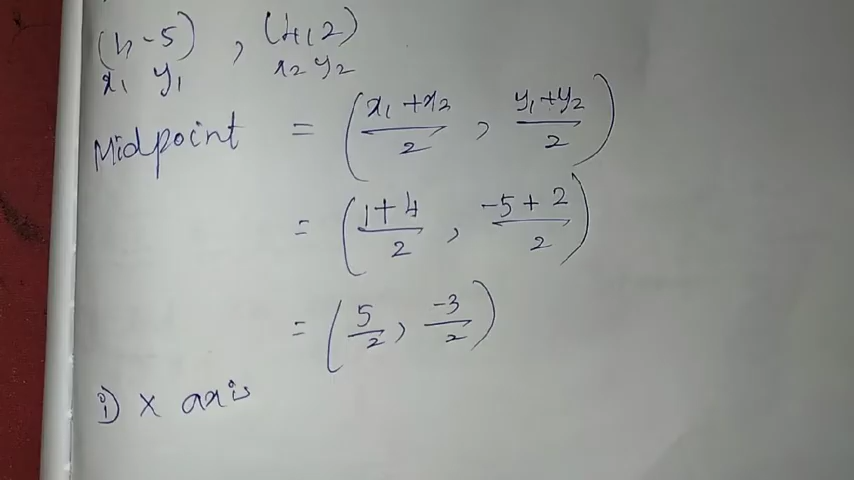 (1, -5) , (4, 2)
x₁ y₁ x₂ y₂
Midpoint = (x₁ + x₂ / 2 , y₁ + y₂ / 2)
= (1 + 4 / 2 , -5 + 2 / 2)
= (5 / 2 , -3 / 2)
i) X axis